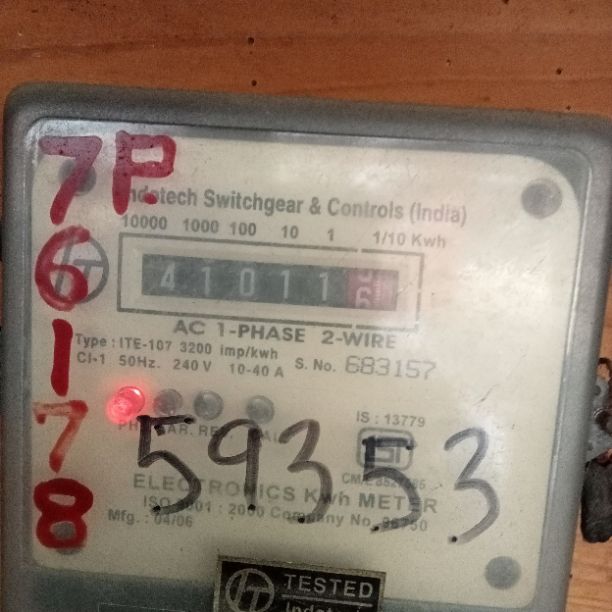 7P.
6
1
7
8
Indotech Switchgear & Controls (India)
10000 1000 100 10 1 1/10 Kwh
4 1 0 1 1 6
AC 1-PHASE 2-WIRE
Type : ITE-107 3200 imp/kwh
Cl-1 50Hz. 240 V 10-40 A S. No. 683157
IS : 13779
59353
ELECTRONICS KWh METER
Mfg. : 04/06
TESTED